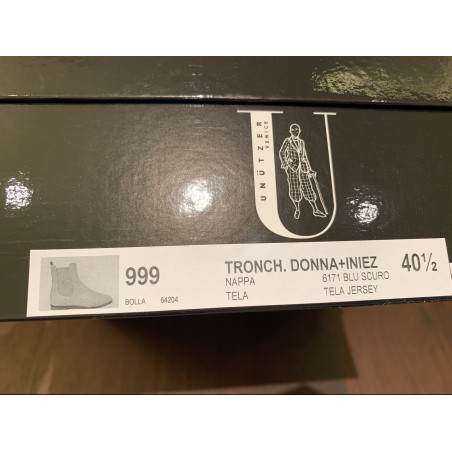 U
UNÜTZER
VENICE
999 TRONCH. DONNA+INIEZ 40½
NAPPA 6171 BLU SCURO
BOLLA 64204 TELA TELA JERSEY